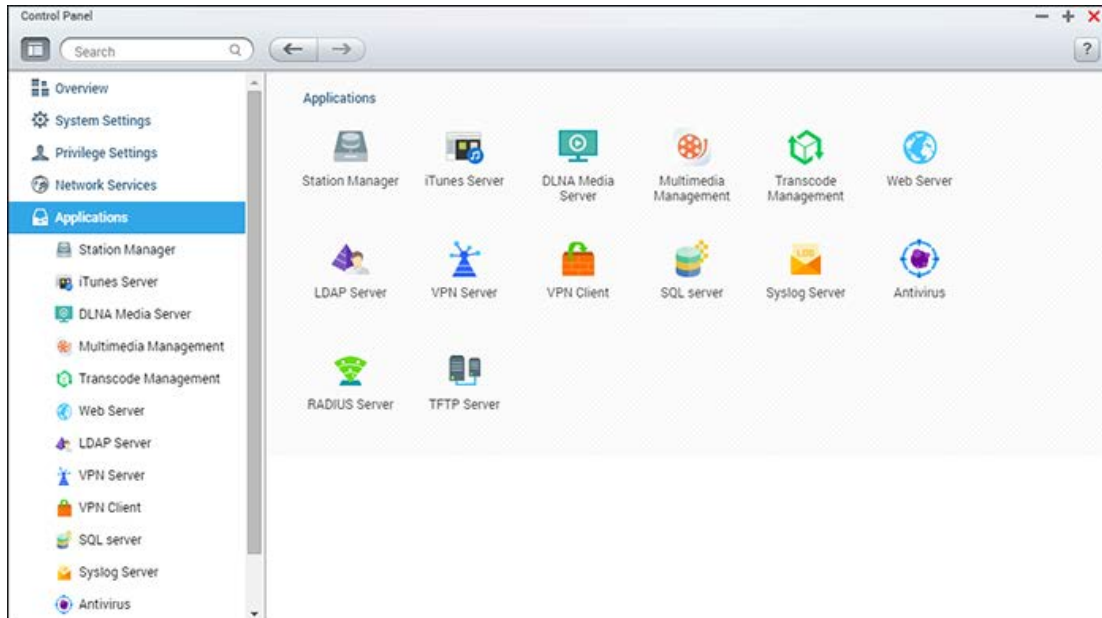 Control Panel
Search
?
Overview
System Settings
Privilege Settings
Network Services
Applications
Station Manager
iTunes Server
DLNA Media Server
Multimedia Management
Transcode Management
Web Server
LDAP Server
VPN Server
VPN Client
SQL server
Syslog Server
Antivirus
Applications
Station Manager
iTunes Server
DLNA Media
Server
Multimedia
Management
Transcode
Management
Web Server
LDAP Server
VPN Server
VPN Client
SQL server
LOG
Syslog Server
Antivirus
RADIUS Server
TFTP Server